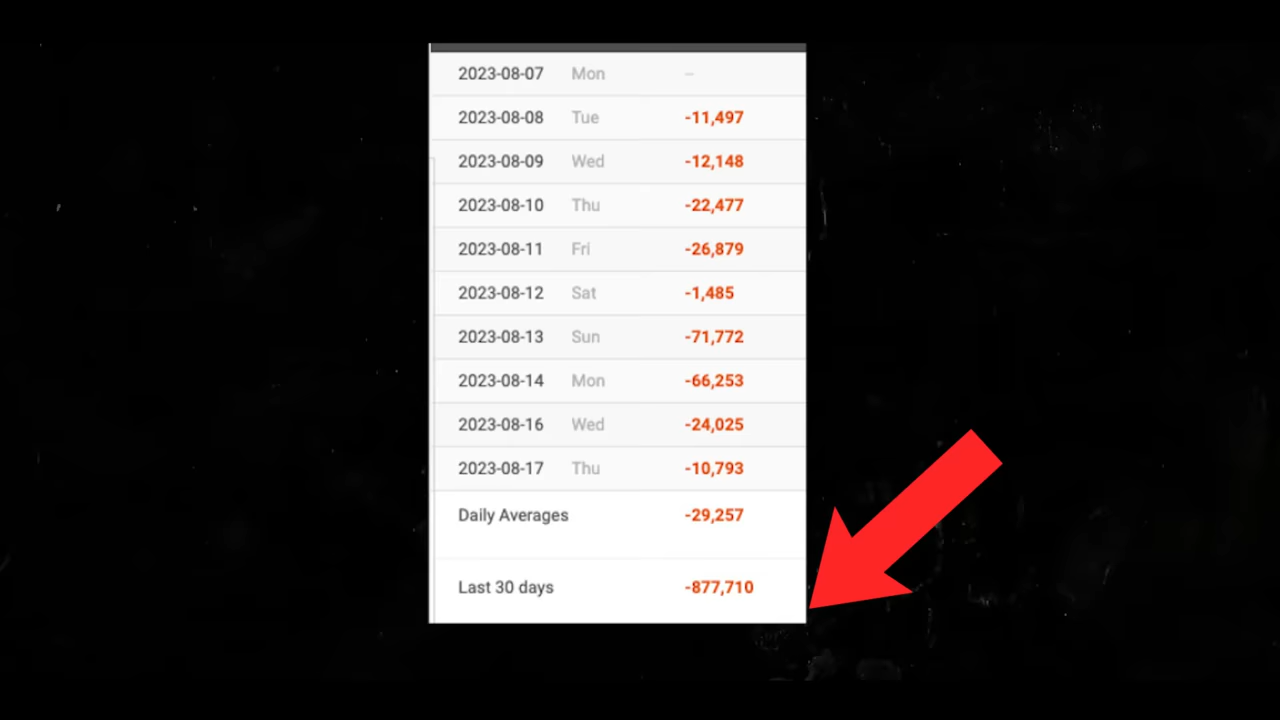 2023-08-07 Mon –
2023-08-08 Tue -11,497
2023-08-09 Wed -12,148
2023-08-10 Thu -22,477
2023-08-11 Fri -26,879
2023-08-12 Sat -1,485
2023-08-13 Sun -71,772
2023-08-14 Mon -66,253
2023-08-16 Wed -24,025
2023-08-17 Thu -10,793
Daily Averages -29,257
Last 30 days -877,710